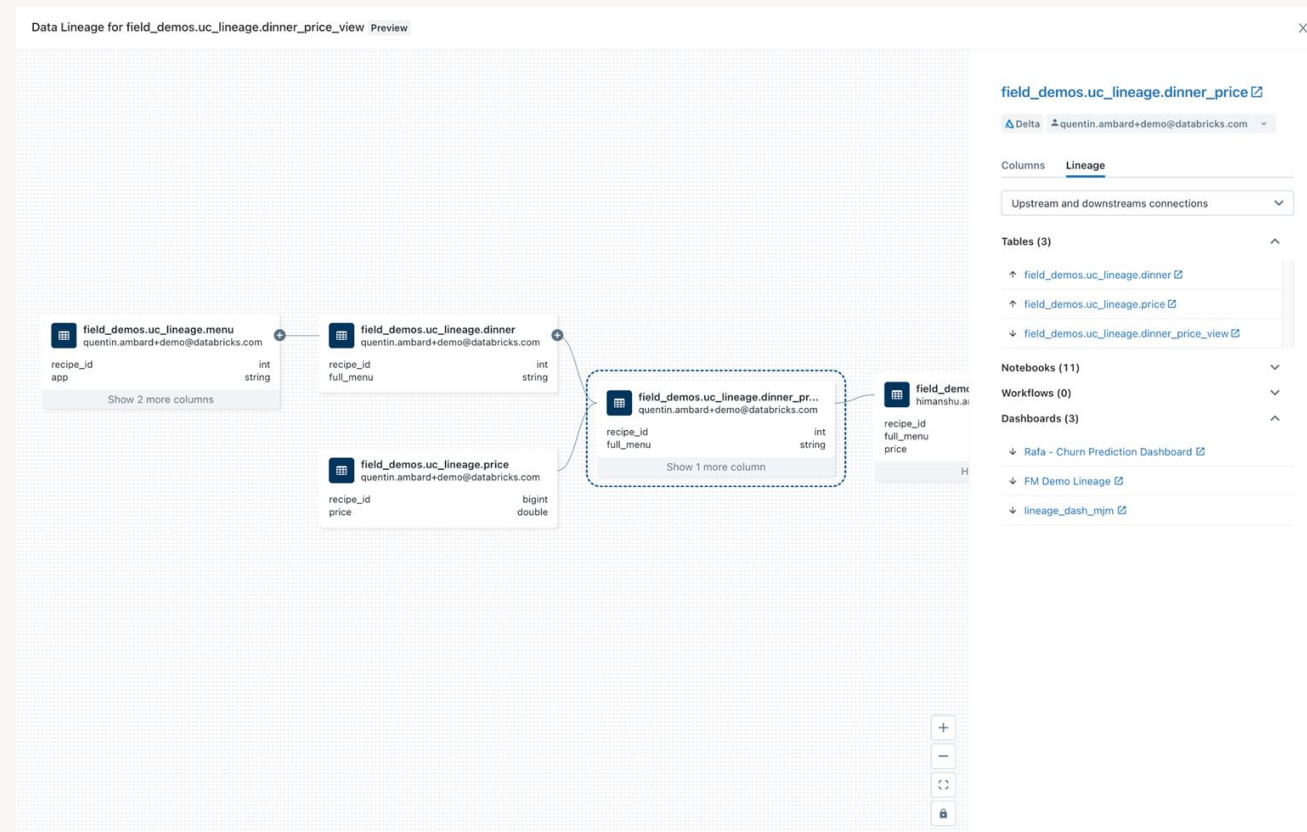 Data Lineage for field_demos.uc_lineage.dinner_price_view Preview
field_demos.uc_lineage.menu
quentin.ambard+demo@databricks.com
recipe_id int
app string
Show 2 more columns
field_demos.uc_lineage.dinner
quentin.ambard+demo@databricks.com
recipe_id int
full_menu string
field_demos.uc_lineage.price
quentin.ambard+demo@databricks.com
recipe_id bigint
price double
field_demos.uc_lineage.dinner_pr...
quentin.ambard+demo@databricks.com
recipe_id int
full_menu string
Show 1 more column
field_demo
himanshu.a
recipe_id
full_menu
price
H
field_demos.uc_lineage.dinner_price
Delta quentin.ambard+demo@databricks.com
Columns Lineage
Upstream and downstreams connections
Tables (3)
field_demos.uc_lineage.dinner
field_demos.uc_lineage.price
field_demos.uc_lineage.dinner_price_view
Notebooks (11)
Workflows (0)
Dashboards (3)
Rafa - Churn Prediction Dashboard
FM Demo Lineage
lineage_dash_mjm